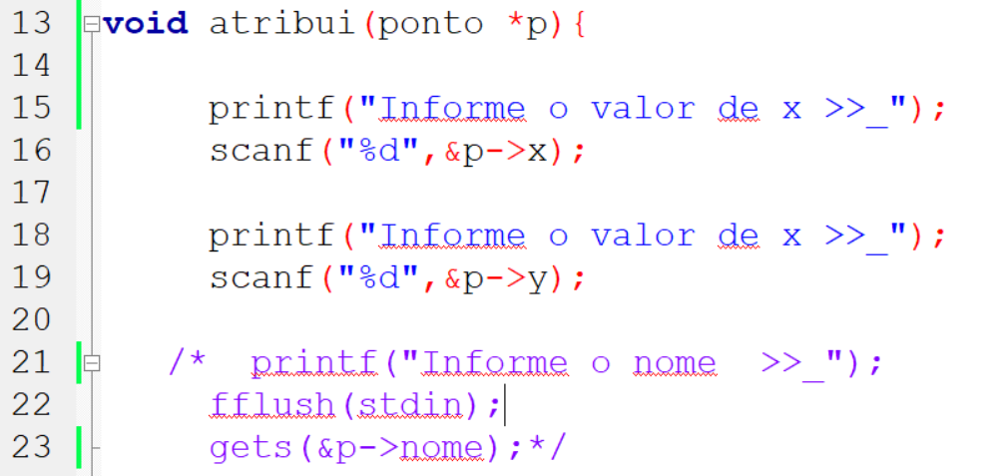 13 void atribui(ponto *p){
14
15 printf("Informe o valor de x >>_");
16 scanf("%d",&p->x);
17
18 printf("Informe o valor de x >>_");
19 scanf("%d",&p->y);
20
21 /* printf("Informe o nome >>_");
22 fflush(stdin);
23 gets(&p->nome);*/